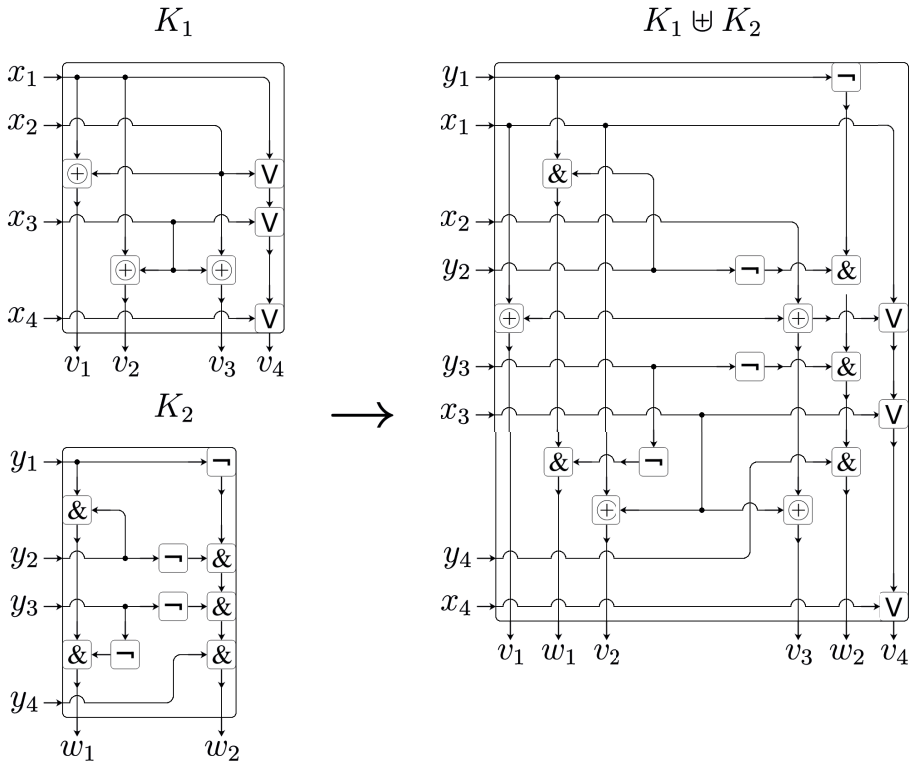 K₁
x₁
x₂
⊕ V
x₃ V
⊕ ⊕
x₄ V
v₁ v₂ v₃ v₄
K₂
y₁ ¬
&
y₂ ¬ &
y₃ ¬ &
& ¬ &
y₄
w₁ w₂
→
K₁ ⊎ K₂
y₁ ¬
x₁
&
x₂
y₂ ¬ &
⊕ ⊕ V
y₃ ¬ &
x₃ V
& ¬ &
⊕ ⊕
y₄
x₄ V
v₁ w₁ v₂ v₃ w₂ v₄